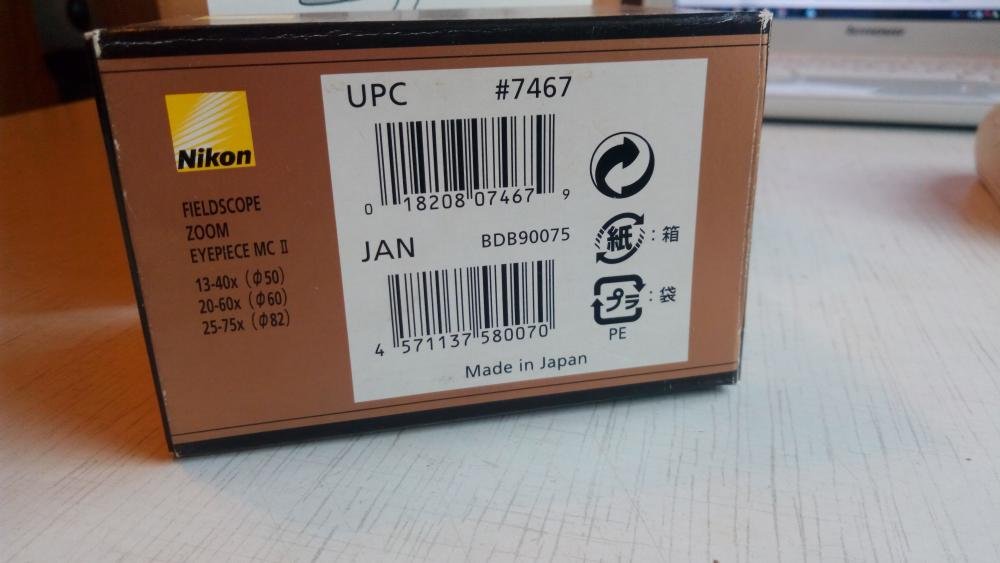 Nikon
FIELDSCOPE
ZOOM
EYEPIECE MC II
13-40x (Φ50)
20-60x (Φ60)
25-75x (Φ82)
UPC #7467
0 18208 07467 9
JAN BDB90075
4 571137 580070
Made in Japan
紙 : 箱
プラ : 袋
PE